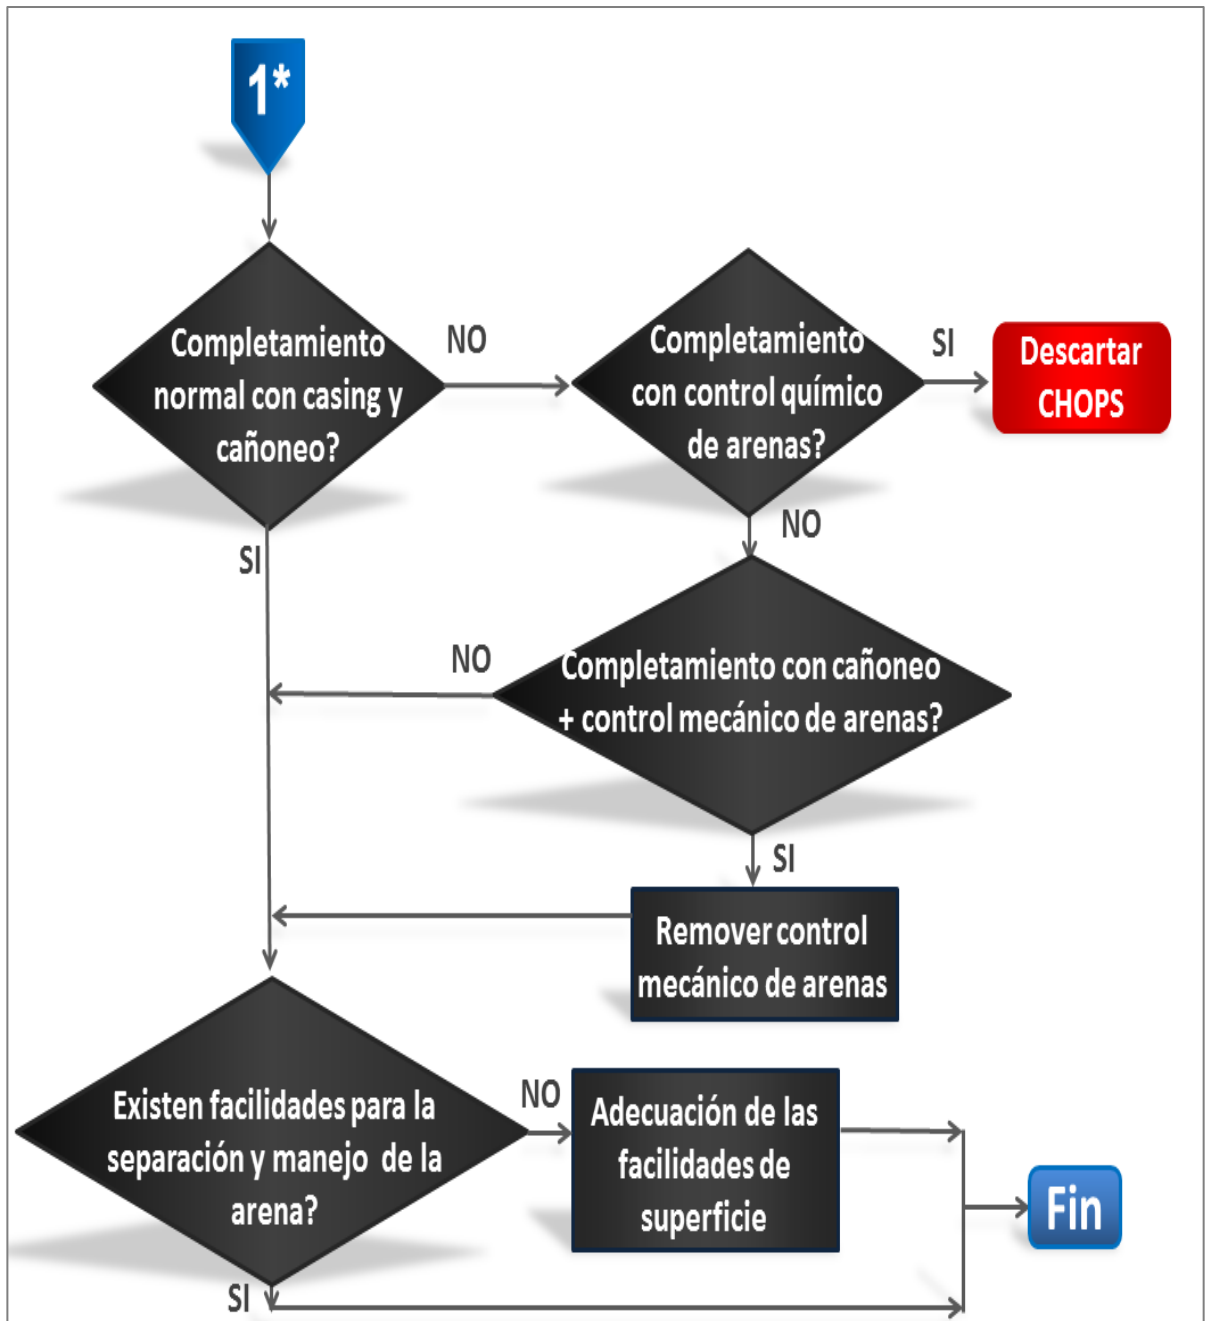 1*
Completamiento
normal con casing y
cañoneo?
NO
Completamiento
con control químico
de arenas?
SI
Descartar
CHOPS
NO
SI
Completamiento con cañoneo
+ control mecánico de arenas?
NO
SI
Remover control
mecánico de arenas
Existen facilidades para la
separación y manejo de la
arena?
NO
Adecuación de las
facilidades de
superficie
Fin
SI